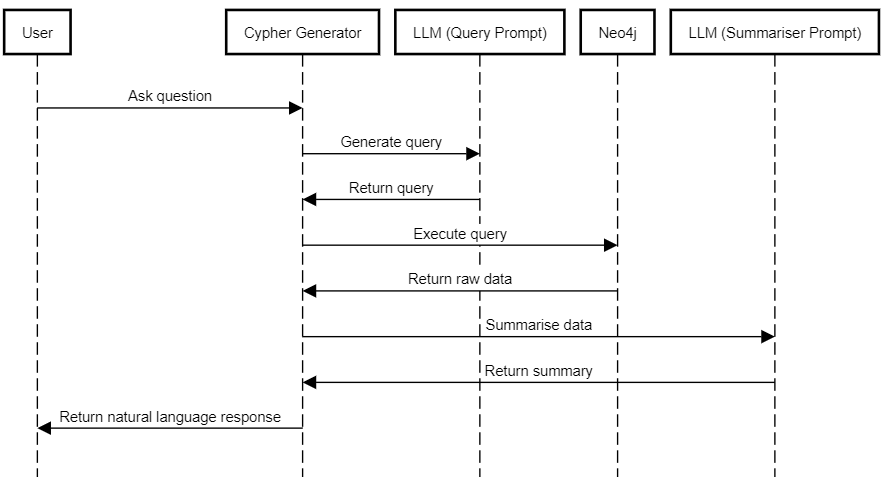 User
Cypher Generator
LLM (Query Prompt)
Neo4j
LLM (Summariser Prompt)
Ask question
Generate query
Return query
Execute query
Return raw data
Summarise data
Return summary
Return natural language response